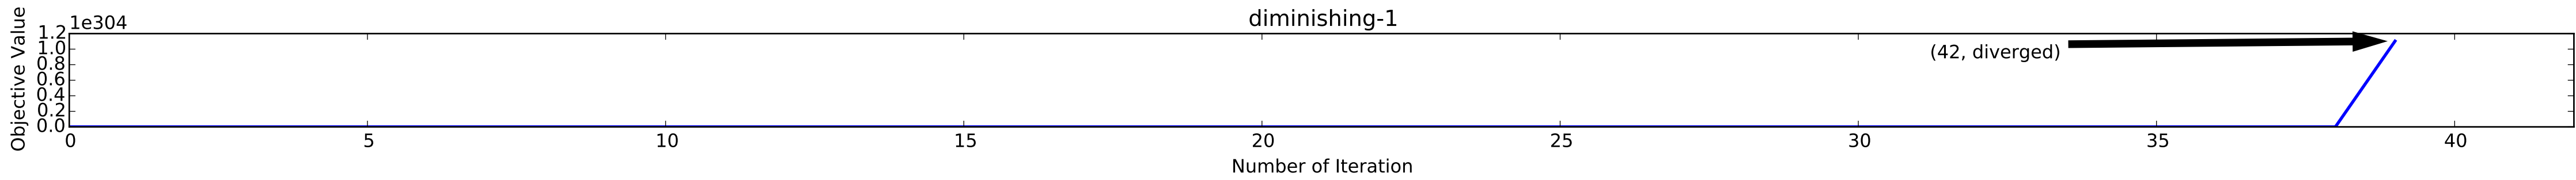 diminishing-1
1e304
Objective Value
1.2
1.0
0.8
0.6
0.4
0.2
0.0
(42, diverged)
0 5 10 15 20 25 30 35 40
Number of Iteration